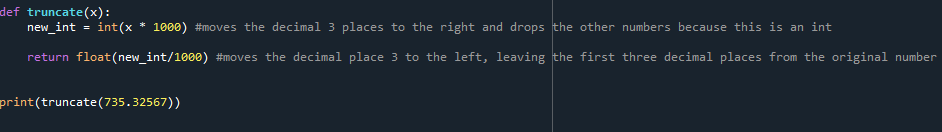 def truncate(x):
    new_int = int(x * 1000) #moves the decimal 3 places to the right and drops the other numbers because this is an int
    return float(new_int/1000) #moves the decimal place 3 to the left, leaving the first three decimal places from the original number
print(truncate(735.32567))